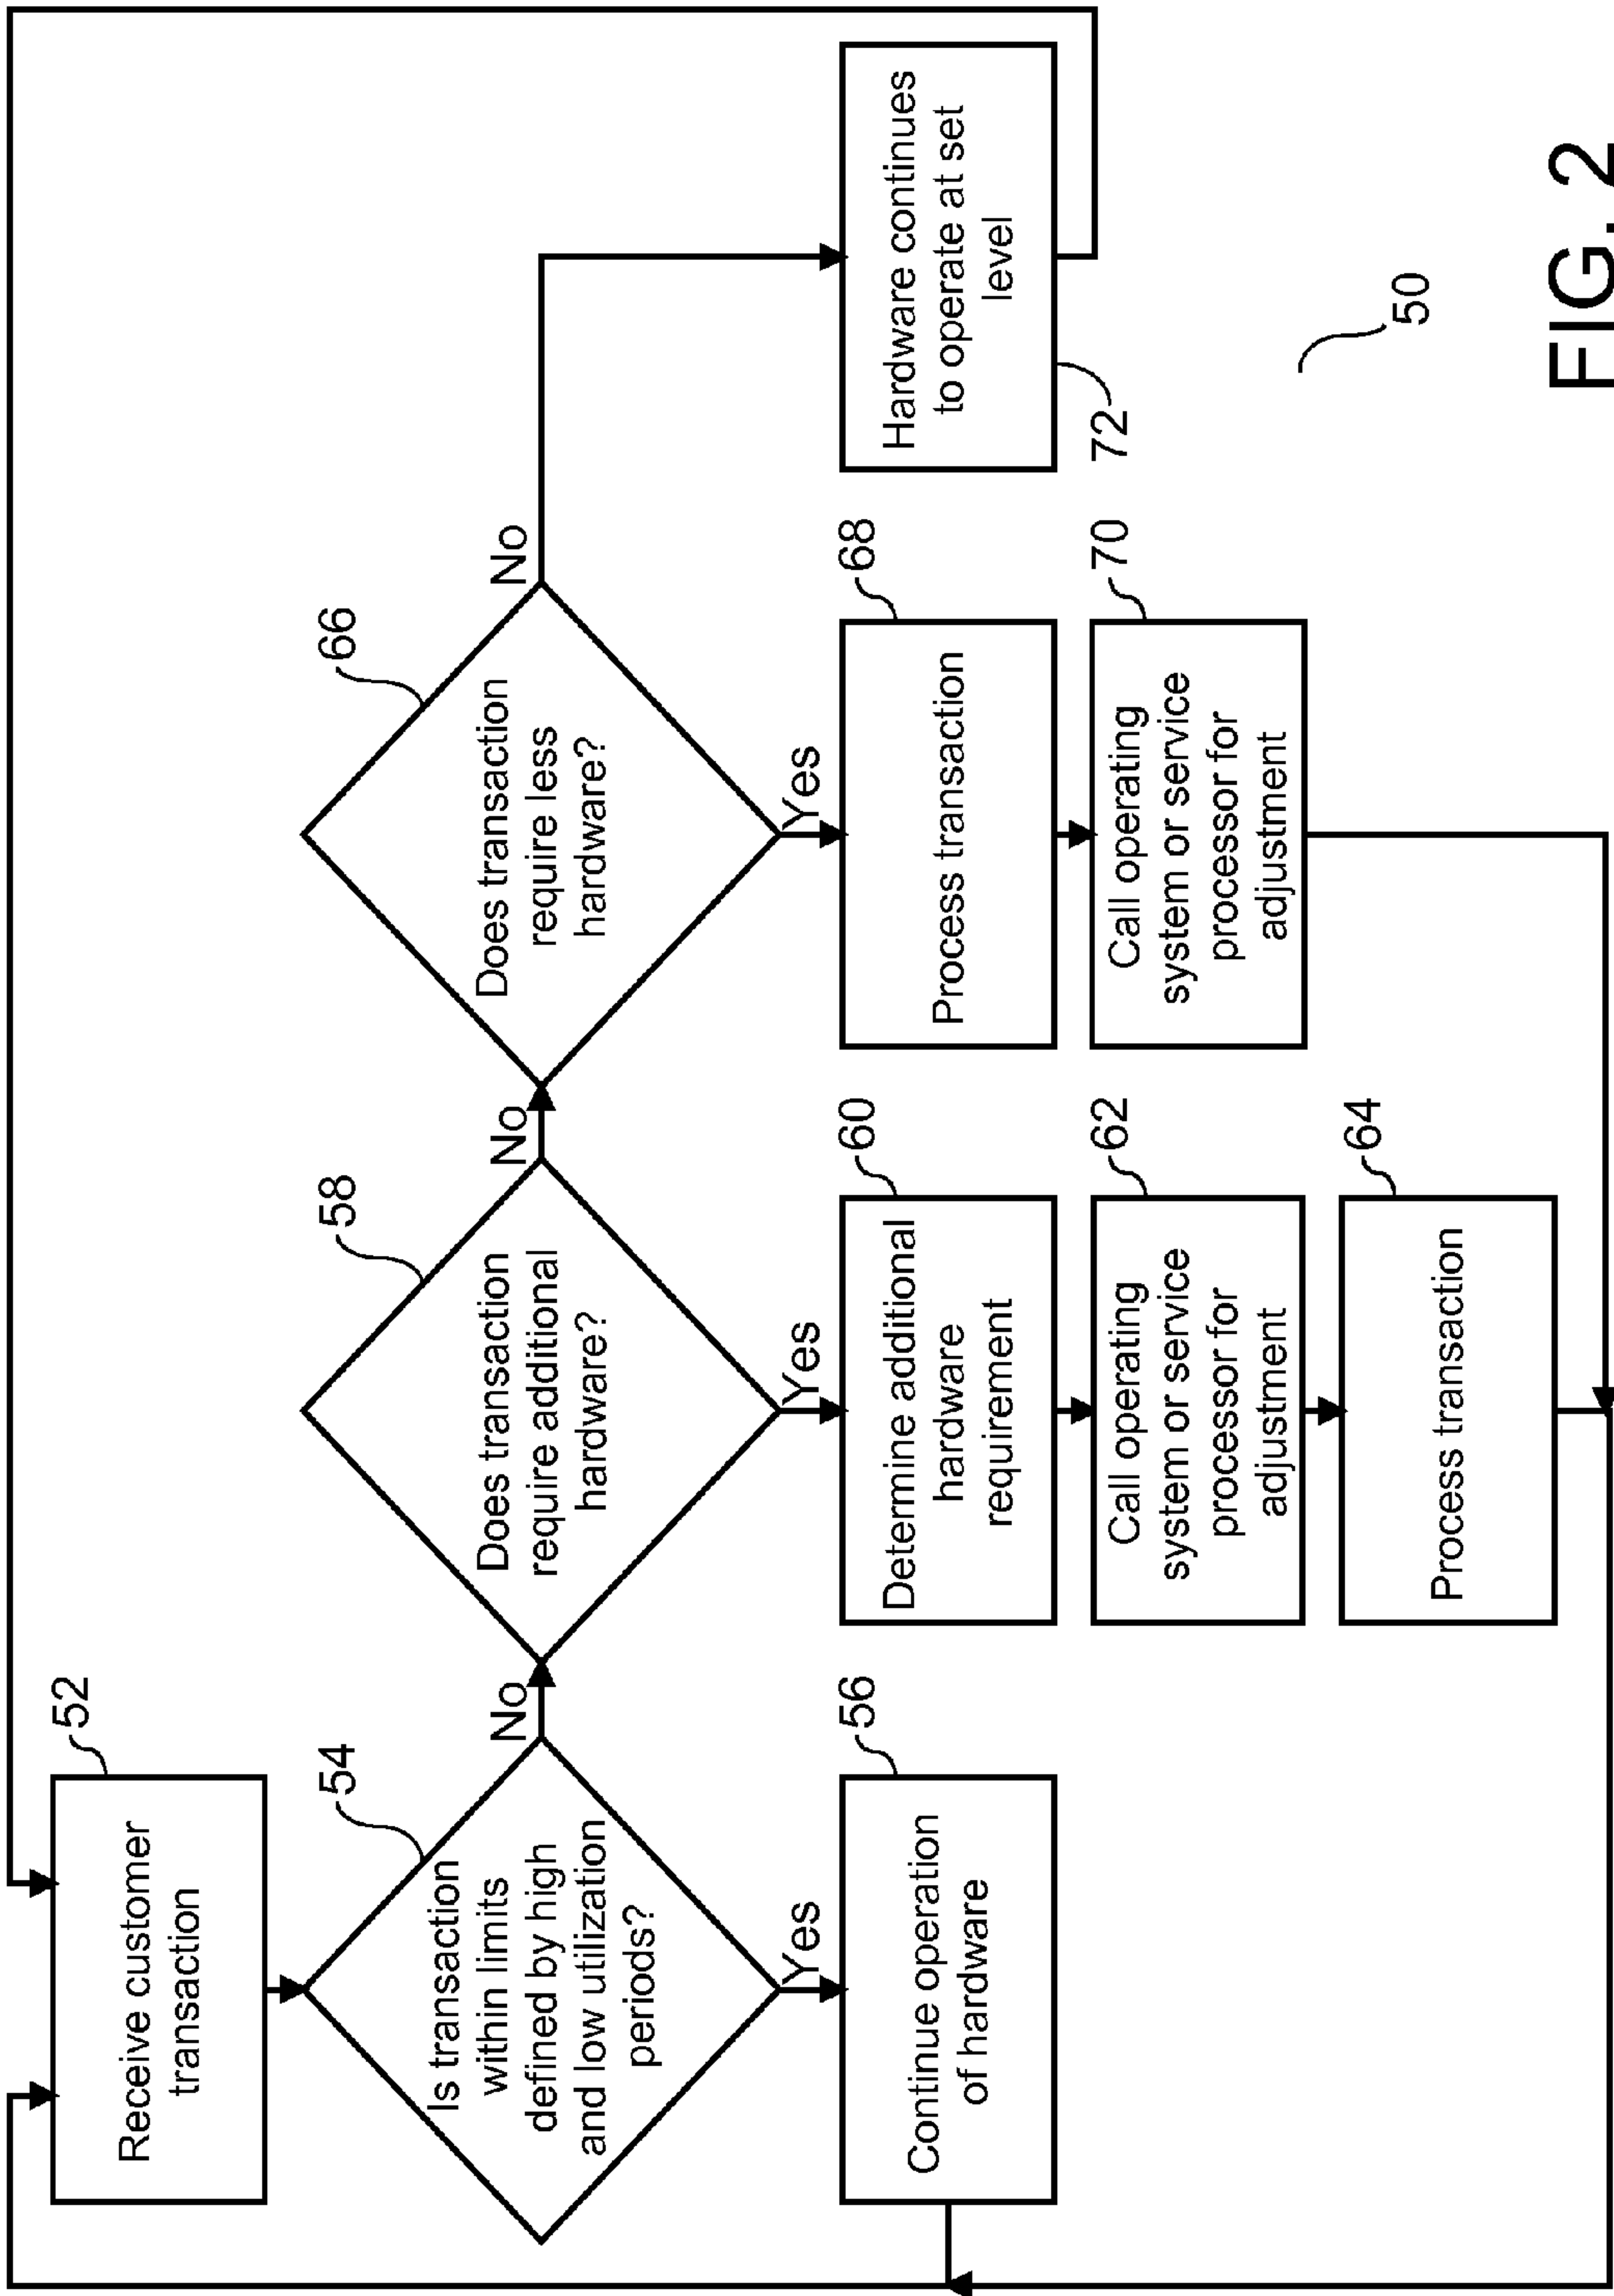 52
Receive customer
transaction
54
Is transaction
within limits
defined by high
and low utilization
periods?
No
Yes
56
Continue operation
of hardware
58
Does transaction
require additional
hardware?
No
Yes
60
Determine additional
hardware
requirement
62
Call operating
system or service
processor for
adjustment
64
Process transaction
66
Does transaction
require less
hardware?
No
Yes
68
Process transaction
70
Call operating
system or service
processor for
adjustment
Hardware continues
to operate at set
level
72
50
FIG. 2